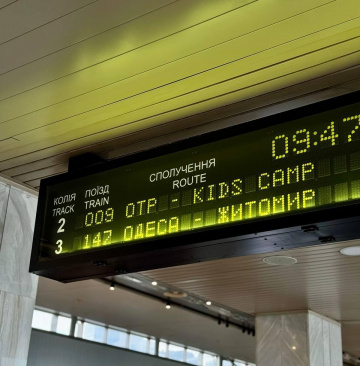 09:47
КОЛІЯ ПОЇЗД СПОЛУЧЕННЯ
TRACK TRAIN ROUTE
2 009 OTP - KIDS CAMP
3 147 ОДЕСА - ЖИТОМИР